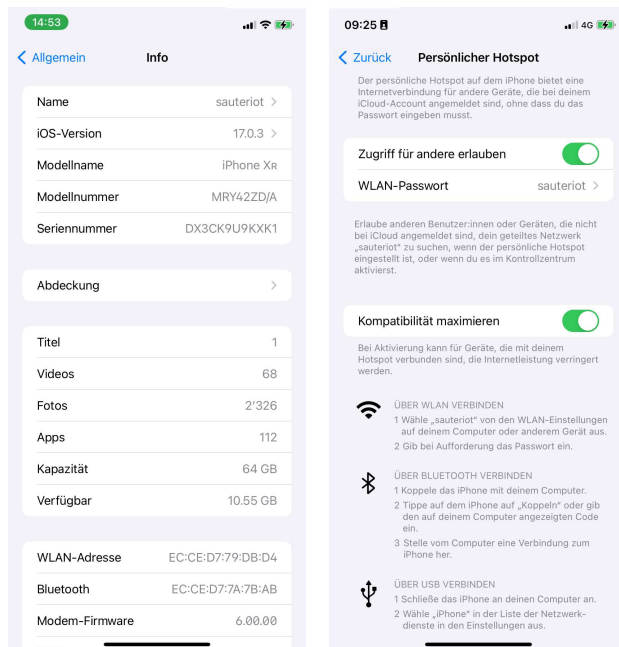 14:53
Allgemein
Info
Name sauteriot
iOS-Version 17.0.3
Modellname iPhone XR
Modellnummer MRY42ZD/A
Seriennummer DX3CK9U9KXK1
Abdeckung
Titel 1
Videos 68
Fotos 2’326
Apps 112
Kapazität 64 GB
Verfügbar 10.55 GB
WLAN-Adresse EC:CE:D7:79:DB:D4
Bluetooth EC:CE:D7:7A:7B:AB
Modem-Firmware 6.00.00
09:25 4G
Zurück
Persönlicher Hotspot
Der persönliche Hotspot auf dem iPhone bietet eine
Internetverbindung für andere Geräte, die bei deinem
iCloud-Account angemeldet sind, ohne dass du das
Passwort eingeben musst.
Zugriff für andere erlauben
WLAN-Passwort sauteriot
Erlaube anderen Benutzer:innen oder Geräten, die nicht
bei iCloud angemeldet sind, dein geteiltes Netzwerk
„sauteriot“ zu suchen, wenn der persönliche Hotspot
eingestellt ist, oder wenn du es im Kontrollzentrum
aktivierst.
Kompatibilität maximieren
Bei Aktivierung kann für Geräte, die mit deinem
Hotspot verbunden sind, die Internetleistung verringert
werden.
ÜBER WLAN VERBINDEN
1 Wähle „sauteriot“ von den WLAN-Einstellungen
auf deinem Computer oder anderem Gerät aus.
2 Gib bei Aufforderung das Passwort ein.
ÜBER BLUETOOTH VERBINDEN
1 Koppele das iPhone mit deinem Computer.
2 Tippe auf dem iPhone auf „Koppeln“ oder gib
den auf deinem Computer angezeigten Code
ein.
3 Stelle vom Computer eine Verbindung zum
iPhone her.
ÜBER USB VERBINDEN
1 Schließe das iPhone an deinen Computer an.
2 Wähle „iPhone“ in der Liste der Netzwerk-
dienste in den Einstellungen aus.